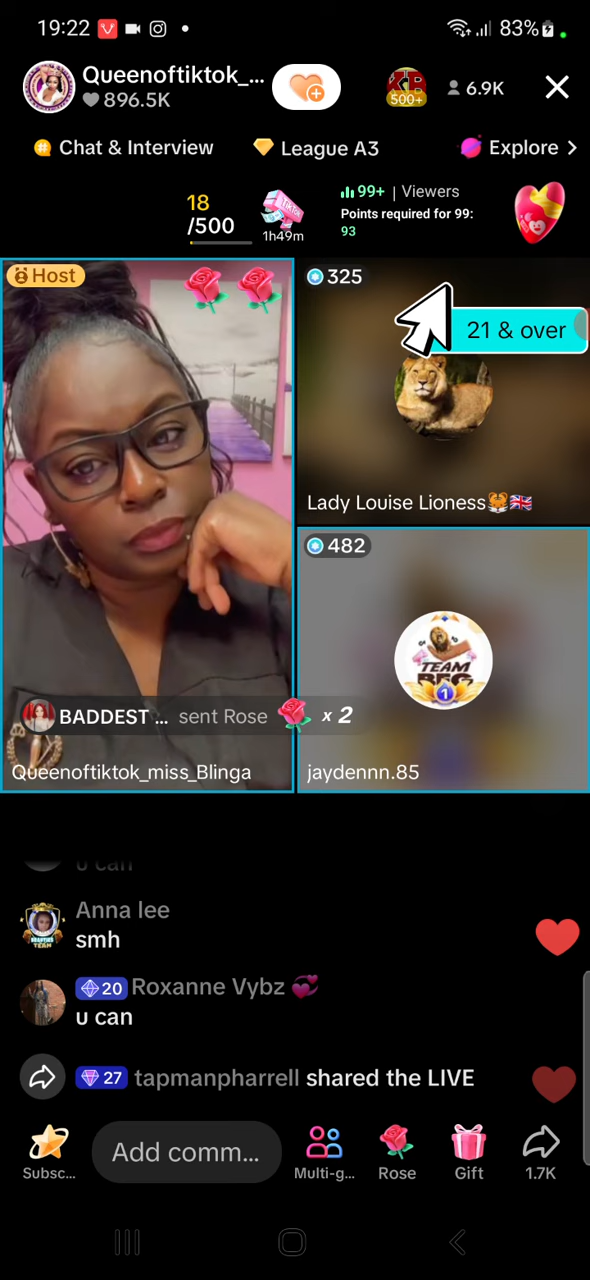 19:22
83%
Queenoftiktok_...
896.5K
500+
6.9K
Chat & Interview
League A3
Explore
18
/500
TikTok
1h49m
99+ | Viewers
Points required for 99:
93
Host
325
21 & over
Lady Louise Lioness
482
TEAM
1
BADDEST ... sent Rose x 2
Queenoftiktok_miss_Blinga
jaydennn.85
u can
Anna lee
smh
20 Roxanne Vybz
u can
27 tapmanpharrell shared the LIVE
Add comm...
Subsc...
Multi-g...
Rose
Gift
1.7K